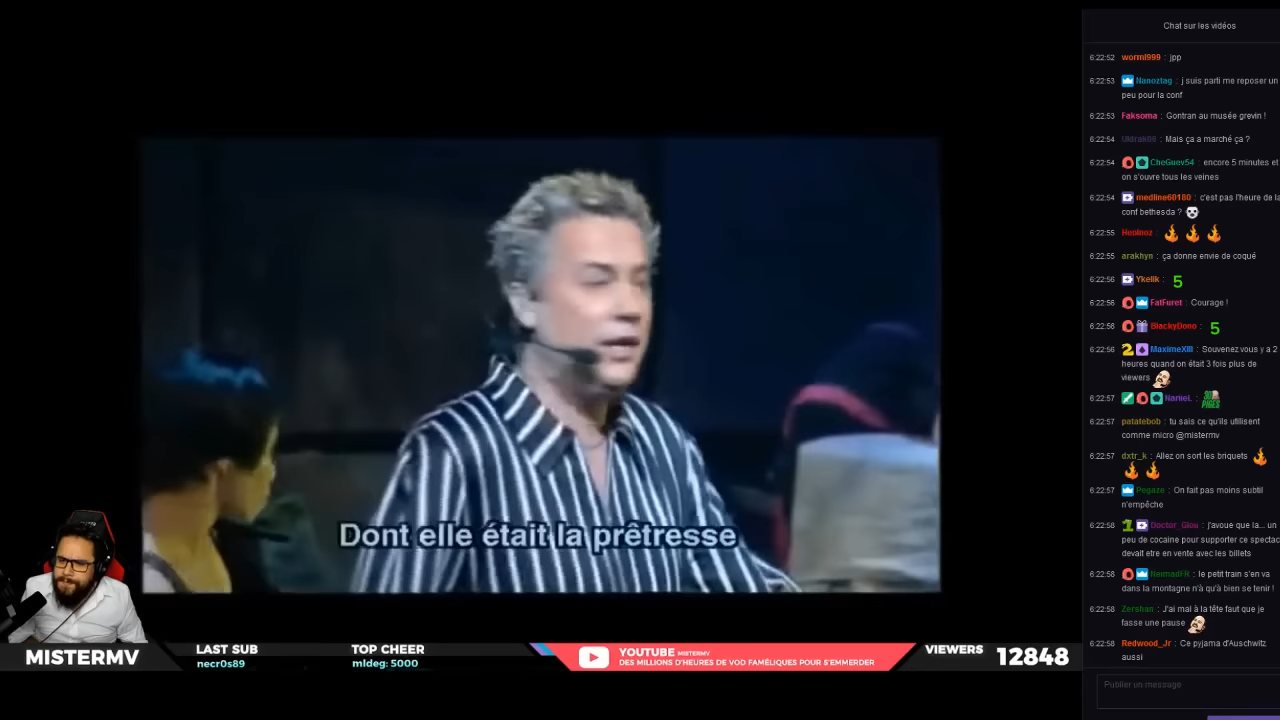 Dont elle était la prêtresse
MISTERMV
LAST SUB
necr0s89
TOP CHEER
mldeg: 5000
YOUTUBE MISTERMV
DES MILLIONS D'HEURES DE VOD FAMÉLIQUES POUR S'EMMERDER
VIEWERS
12848
Chat sur les vidéos
6:22:52 worml999 : jpp
6:22:53 Nanoztag : j suis parti me reposer un
peu pour la conf
6:22:53 Faksoma : Gontran au musée grevin !
6:22:54 : Mais ça a marché ça ?
6:22:54 CheGuev54 : encore 5 minutes et
on s'ouvre tous les veines
6:22:54 medline60180 : c'est pas l'heure de la
conf bethesda ?
6:22:55
6:22:55 arakhyn : ça donne envie de coqué
6:22:56 Ykelik : 5
6:22:56 FatFuret : Courage !
6:22:58 BlackyDono : 5
6:22:56 MaximeXIII : Souvenez vous y a 2
heures quand on était 3 fois plus de
viewers
6:22:57
6:22:57 patatebob : tu sais ce qu'ils utilisent
comme micro @mistermv
6:22:57 dxtr_k : Allez on sort les briquets
6:22:57 Pegaze : On fait pas moins subtil
n'empêche
6:22:58 Doctor_Glou : j'avoue que la... un
peu de cocaine pour supporter ce spectac
devait etre en vente avec les billets
6:22:58 : le petit train s'en va
dans la montagne n'à qu'à bien se tenir !
6:22:58 Zershan : J'ai mal à la tête faut que je
fasse une pause
6:22:58 Redwood_Jr : Ce pyjama d'Auschwitz
aussi
Publier un message